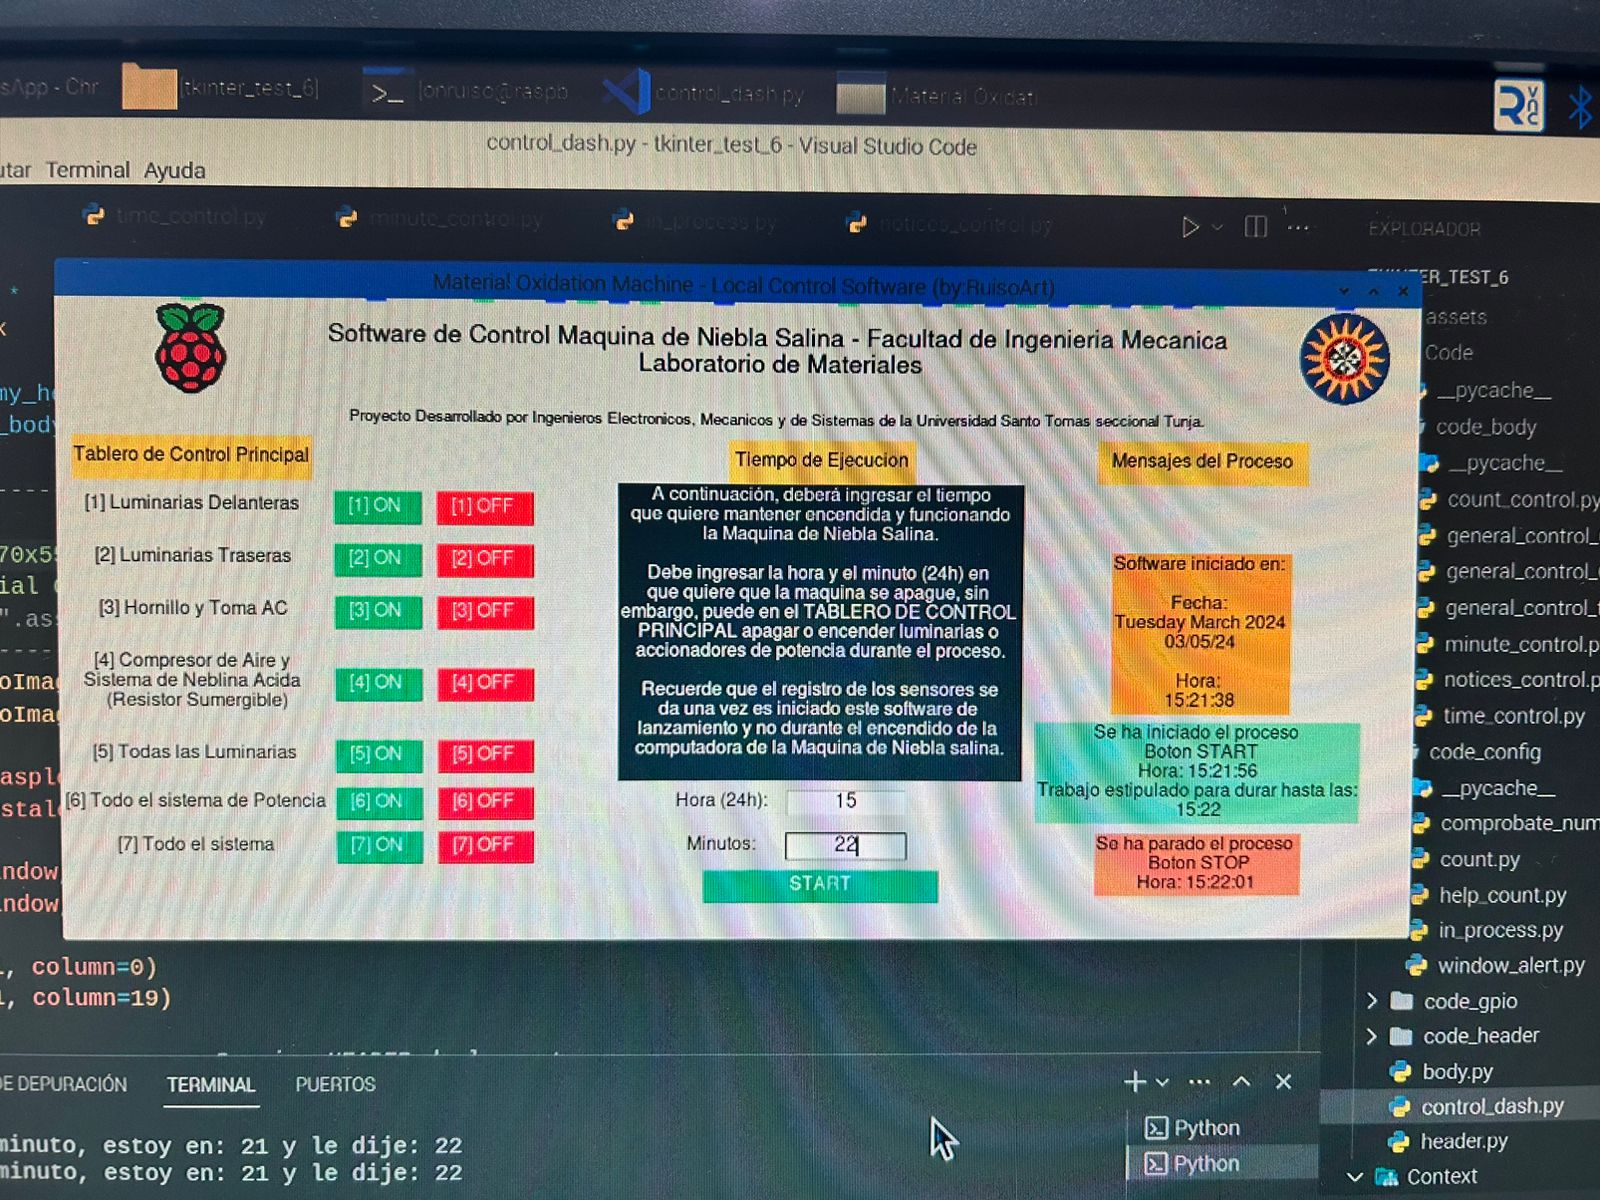 sApp - Chr
[tkinter_test_6]
control_dash.py
Material Oxidati
control_dash.py - tkinter_test_6 - Visual Studio Code
Terminal Ayuda
time_control.py
minute_control.py
in_process.py
notices_control.py
EXPLORADOR
Material Oxidation Machine - Local Control Software (by:RuisoArt)
Software de Control Maquina de Niebla Salina - Facultad de Ingenieria Mecanica
Laboratorio de Materiales
Proyecto Desarrollado por Ingenieros Electronicos, Mecanicos y de Sistemas de la Universidad Santo Tomas seccional Tunja.
Tablero de Control Principal
[1] Luminarias Delanteras
[1] ON
[1] OFF
[2] Luminarias Traseras
[2] ON
[2] OFF
[3] Hornillo y Toma AC
[3] ON
[3] OFF
[4] Compresor de Aire y
Sistema de Neblina Acida
(Resistor Sumergible)
[4] ON
[4] OFF
[5] Todas las Luminarias
[5] ON
[5] OFF
[6] Todo el sistema de Potencia
[6] ON
[6] OFF
[7] Todo el sistema
[7] ON
[7] OFF
Tiempo de Ejecucion
A continuación, deberá ingresar el tiempo
que quiere mantener encendida y funcionando
la Maquina de Niebla Salina.
Debe ingresar la hora y el minuto (24h) en
que quiere que la maquina se apague, sin
embargo, puede en el TABLERO DE CONTROL
PRINCIPAL apagar o encender luminarias o
accionadores de potencia durante el proceso.
Recuerde que el registro de los sensores se
da una vez es iniciado este software de
lanzamiento y no durante el encendido de la
computadora de la Maquina de Niebla salina.
Hora (24h): 15
Minutos: 22
START
Mensajes del Proceso
Software iniciado en:
Fecha:
Tuesday March 2024
03/05/24
Hora:
15:21:38
Se ha iniciado el proceso
Boton START
Hora: 15:21:56
Trabajo estipulado para durar hasta las:
15:22
Se ha parado el proceso
Boton STOP
Hora: 15:22:01
ER_TEST_6
assets
Code
__pycache__
code_body
__pycache__
count_control.py
general_control_
general_control_
general_control_
minute_control.p
notices_control.p
time_control.py
code_config
__pycache__
comprobate_num
count.py
help_count.py
in_process.py
window_alert.py
code_gpio
code_header
body.py
control_dash.py
header.py
Context
, column=0)
, column=19)
DE DEPURACIÓN
TERMINAL
PUERTOS
Python
Python
minuto, estoy en: 21 y le dije: 22
minuto, estoy en: 21 y le dije: 22